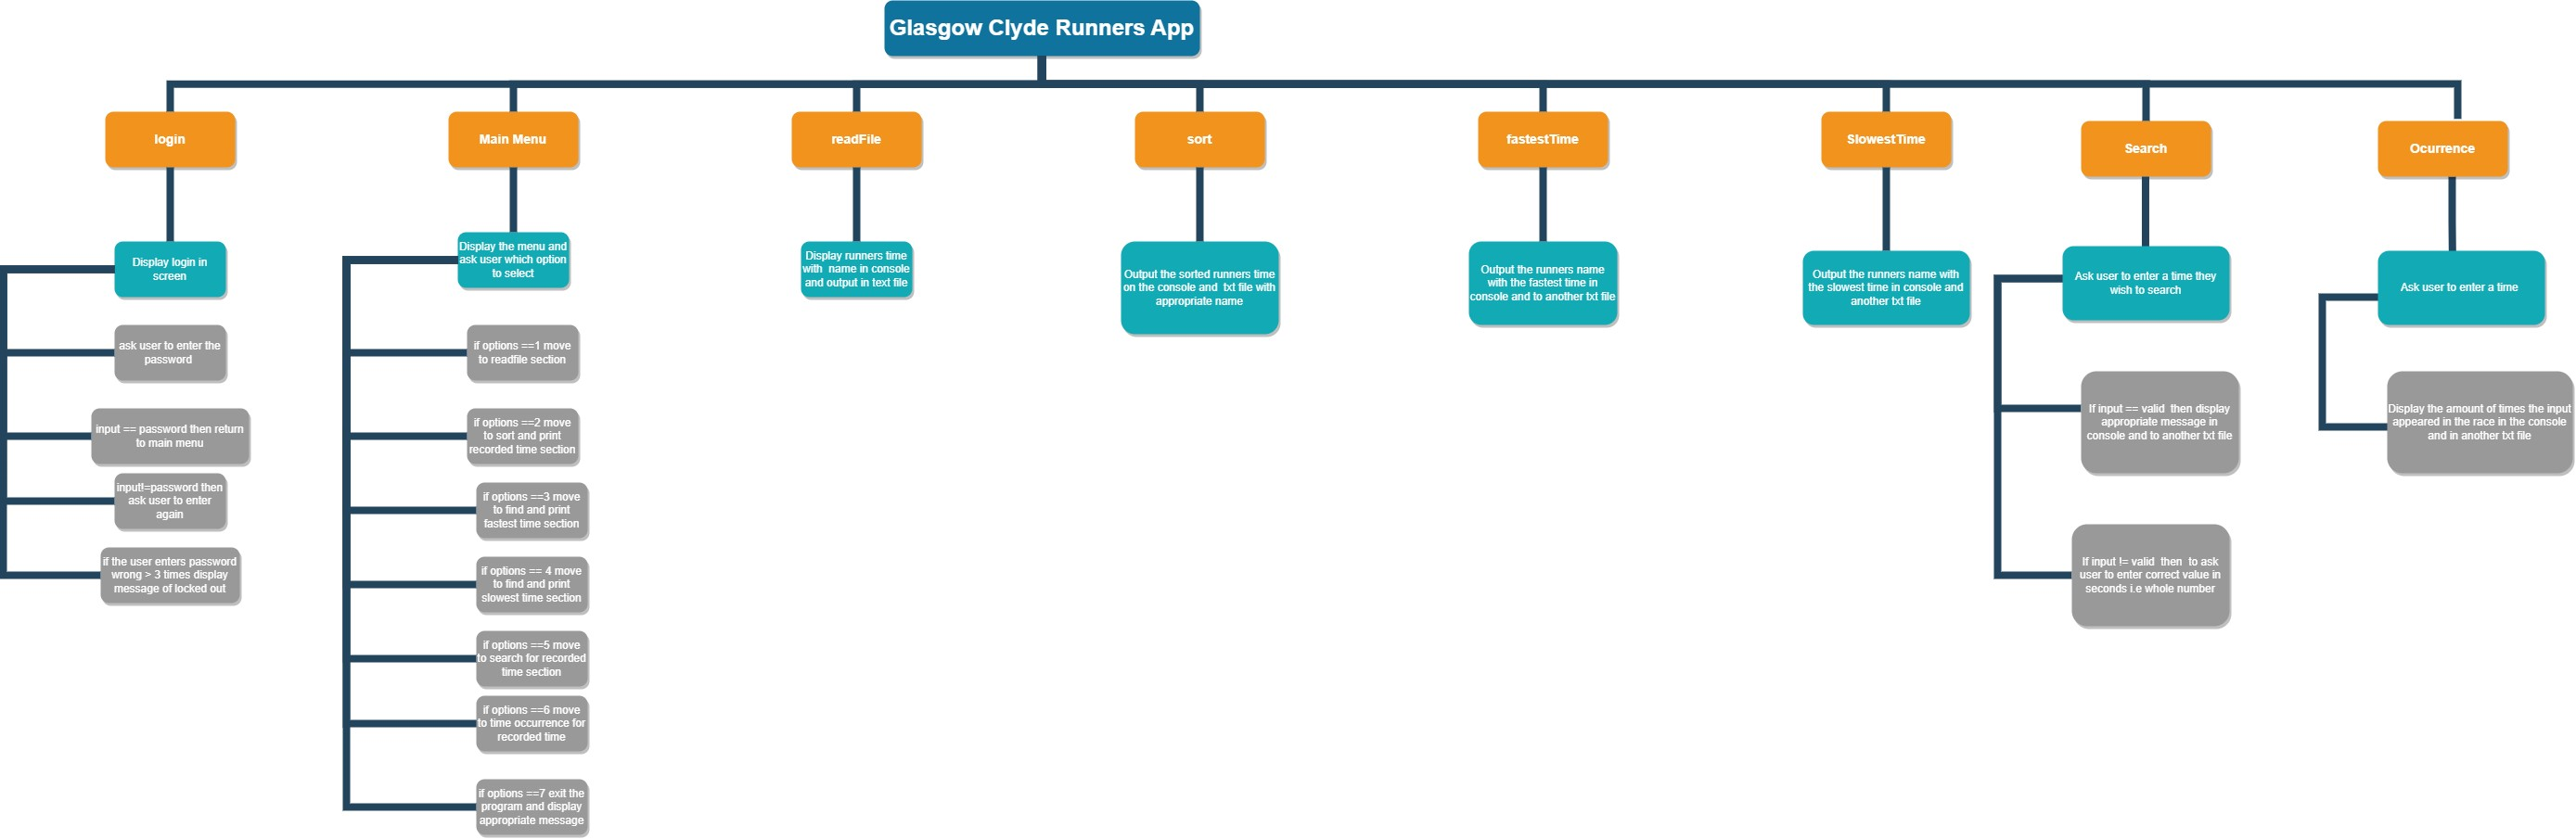 Glasgow Clyde Runners App
login
Main Menu
readFile
sort
fastestTime
SlowestTime
Search
Ocurrence
Display login in
screen
ask user to enter the
password
input == password then return
to main menu
input!=password then
ask user to enter
again
if the user enters password
wrong > 3 times display
message of locked out
Display the menu and
ask user which option
to select
if options ==1 move
to readfile section
if options ==2 move
to sort and print
recorded time section
if options ==3 move
to find and print
fastest time section
if options == 4 move
to find and print
slowest time section
if options ==5 move
to search for recorded
time section
if options ==6 move
to time occurrence for
recorded time
if options ==7 exit the
program and display
appropriate message
Display runners time
with name in console
and output in text file
Output the sorted runners time
on the console and txt file with
appropriate name
Output the runners name
with the fastest time in
console and to another txt file
Output the runners name with
the slowest time in console and
another txt file
Ask user to enter a time they
wish to search
If input == valid then display
appropriate message in
console and to another txt file
If input != valid then to ask
user to enter correct value in
seconds i.e whole number
Ask user to enter a time
Display the amount of times the input
appeared in the race in the console
and in another txt file